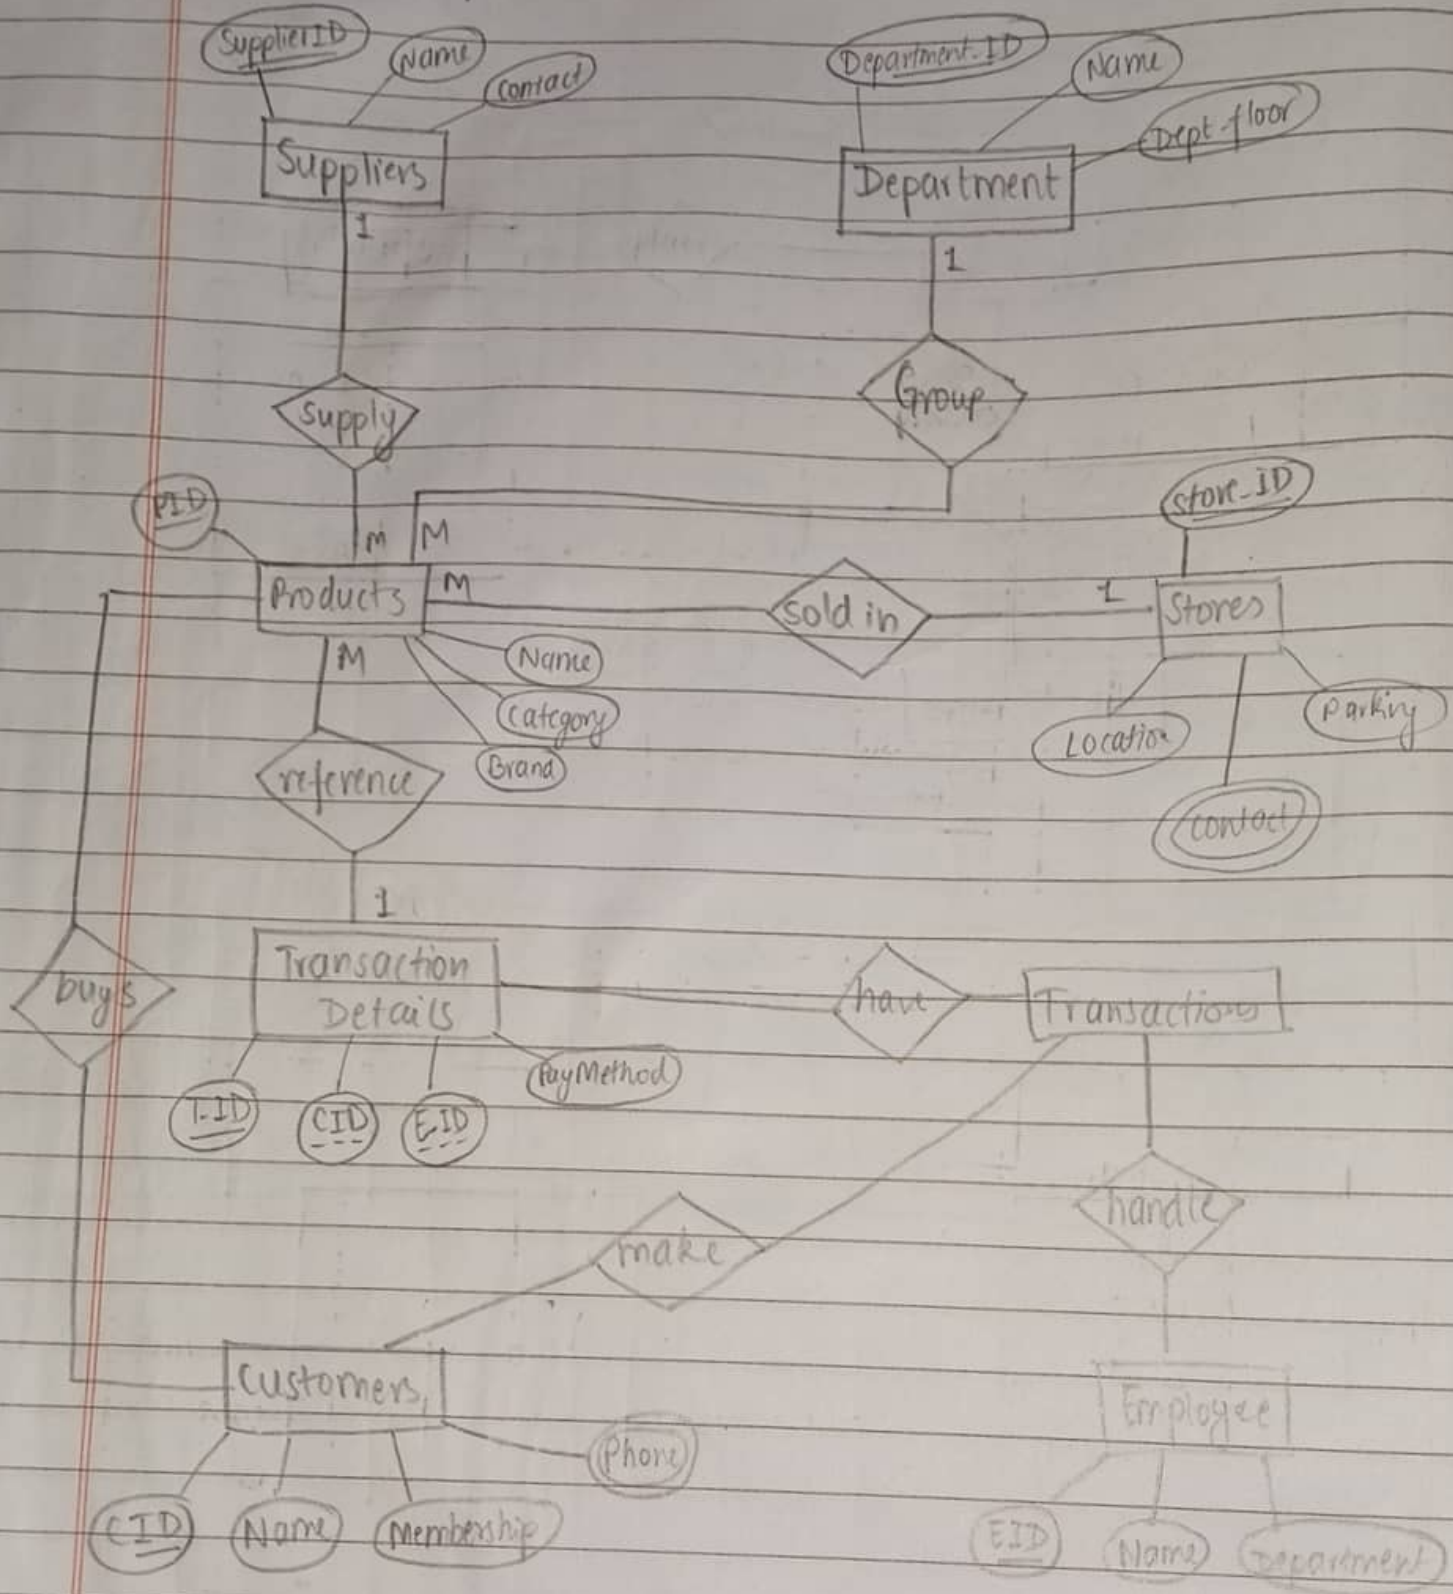 SupplierID
Name
Contact
Department_ID
Name
Dept-floor
Suppliers
Department
1
1
Supply
Group
PID
Store_ID
M
M
Products
M
Sold in
1
Stores
M
Name
Category
Brand
Location
Parking
Contact
reference
1
buys
Transaction
Details
have
Transactions
T-ID
CID
E-ID
PayMethod
make
handle
Customers
Employee
Phone
CID
Name
Membership
EID
Name
Department